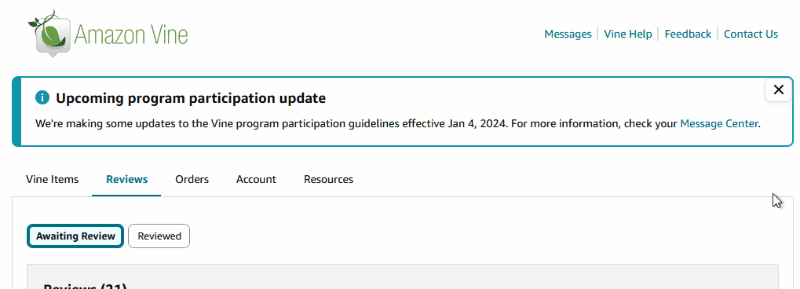 Amazon Vine
Messages Vine Help Feedback Contact Us
Upcoming program participation update
We're making some updates to the Vine program participation guidelines effective Jan 4, 2024. For more information, check your Message Center.
Vine Items Reviews Orders Account Resources
Awaiting Review Reviewed
Reviews (21)